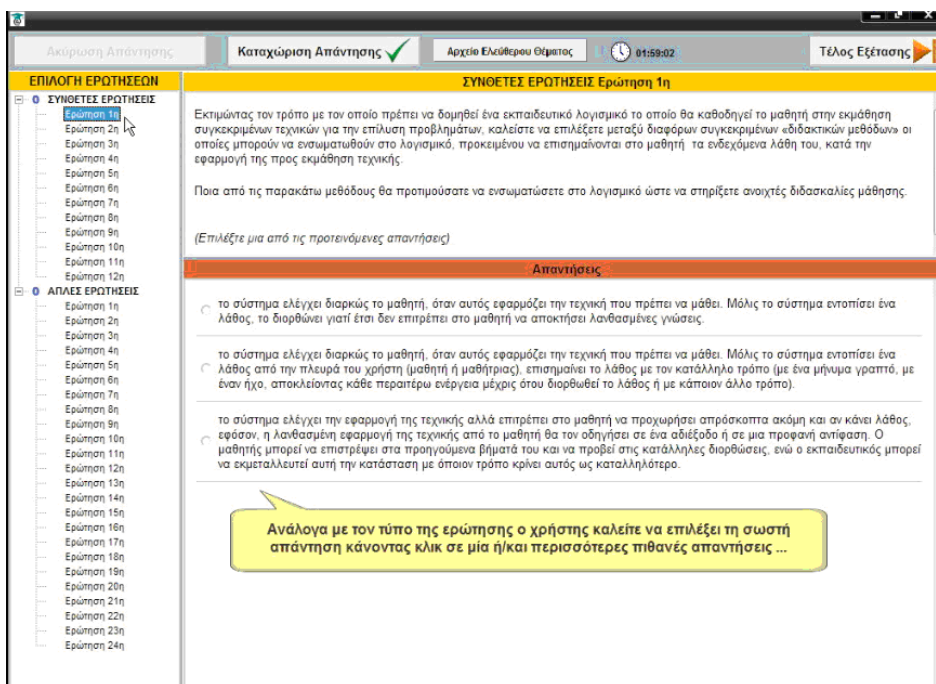 Ακύρωση Απάντησης
Καταχώριση Απάντησης
Αρχείο Ελεύθερου Θέματος
01:59:02
Τέλος Εξέτασης
ΕΠΙΛΟΓΗ ΕΡΩΤΗΣΕΩΝ
0 ΣΥΝΘΕΤΕΣ ΕΡΩΤΗΣΕΙΣ
Ερώτηση 1η
Ερώτηση 2η
Ερώτηση 3η
Ερώτηση 4η
Ερώτηση 5η
Ερώτηση 6η
Ερώτηση 7η
Ερώτηση 8η
Ερώτηση 9η
Ερώτηση 10η
Ερώτηση 11η
Ερώτηση 12η
0 ΑΠΛΕΣ ΕΡΩΤΗΣΕΙΣ
Ερώτηση 1η
Ερώτηση 2η
Ερώτηση 3η
Ερώτηση 4η
Ερώτηση 5η
Ερώτηση 6η
Ερώτηση 7η
Ερώτηση 8η
Ερώτηση 9η
Ερώτηση 10η
Ερώτηση 11η
Ερώτηση 12η
Ερώτηση 13η
Ερώτηση 14η
Ερώτηση 15η
Ερώτηση 16η
Ερώτηση 17η
Ερώτηση 18η
Ερώτηση 19η
Ερώτηση 20η
Ερώτηση 21η
Ερώτηση 22η
Ερώτηση 23η
Ερώτηση 24η
ΣΥΝΘΕΤΕΣ ΕΡΩΤΗΣΕΙΣ Ερώτηση 1η
Εκτιμώντας τον τρόπο με τον οποίο πρέπει να δομηθεί ένα εκπαιδευτικό λογισμικό το οποίο θα καθοδηγεί το μαθητή στην εκμάθηση
συγκεκριμένων τεχνικών για την επίλυση προβλημάτων, καλείστε να επιλέξετε μεταξύ διαφόρων συγκεκριμένων «διδακτικών μεθόδων» οι
οποίες μπορούν να ενσωματωθούν στο λογισμικό, προκειμένου να επισημαίνονται στο μαθητή τα ενδεχόμενα λάθη του, κατά την
εφαρμογή της προς εκμάθηση τεχνικής.
Ποια από τις παρακάτω μεθόδους θα προτιμούσατε να ενσωματώσετε στο λογισμικό ώστε να στηρίξετε ανοιχτές διδασκαλίες μάθησης.
(Επιλέξτε μια από τις προτεινόμενες απαντήσεις)
Απαντήσεις
το σύστημα ελέγχει διαρκώς το μαθητή, όταν αυτός εφαρμόζει την τεχνική που πρέπει να μάθει. Μόλις το σύστημα εντοπίσει ένα
λάθος, το διορθώνει γιατί έτσι δεν επιτρέπει στο μαθητή να αποκτήσει λανθασμένες γνώσεις.
το σύστημα ελέγχει διαρκώς το μαθητή, όταν αυτός εφαρμόζει την τεχνική που πρέπει να μάθει. Μόλις το σύστημα εντοπίσει ένα
λάθος από την πλευρά του χρήστη (μαθητή ή μαθήτριας), επισημαίνει το λάθος με τον κατάλληλο τρόπο (με ένα μήνυμα γραπτό, με
έναν ήχο, αποκλείοντας κάθε περαιτέρω ενέργεια μέχρις ότου διορθωθεί το λάθος ή με κάποιον άλλο τρόπο).
το σύστημα ελέγχει την εφαρμογή της τεχνικής αλλά επιτρέπει στο μαθητή να προχωρήσει απρόσκοπτα ακόμη και αν κάνει λάθος,
εφόσον, η λανθασμένη εφαρμογή της τεχνικής από το μαθητή θα τον οδηγήσει σε ένα αδιέξοδο ή σε μια προφανή αντίφαση. Ο
μαθητής μπορεί να επιστρέψει στα προηγούμενα βήματά του και να προβεί στις κατάλληλες διορθώσεις, ενώ ο εκπαιδευτικός μπορεί
να εκμεταλλευτεί αυτή την κατάσταση με όποιον τρόπο κρίνει αυτός ως καταλληλότερο.
Ανάλογα με τον τύπο της ερώτησης ο χρήστης καλείτε να επιλέξει τη σωστή
απάντηση κάνοντας κλικ σε μία ή/και περισσότερες πιθανές απαντήσεις ...